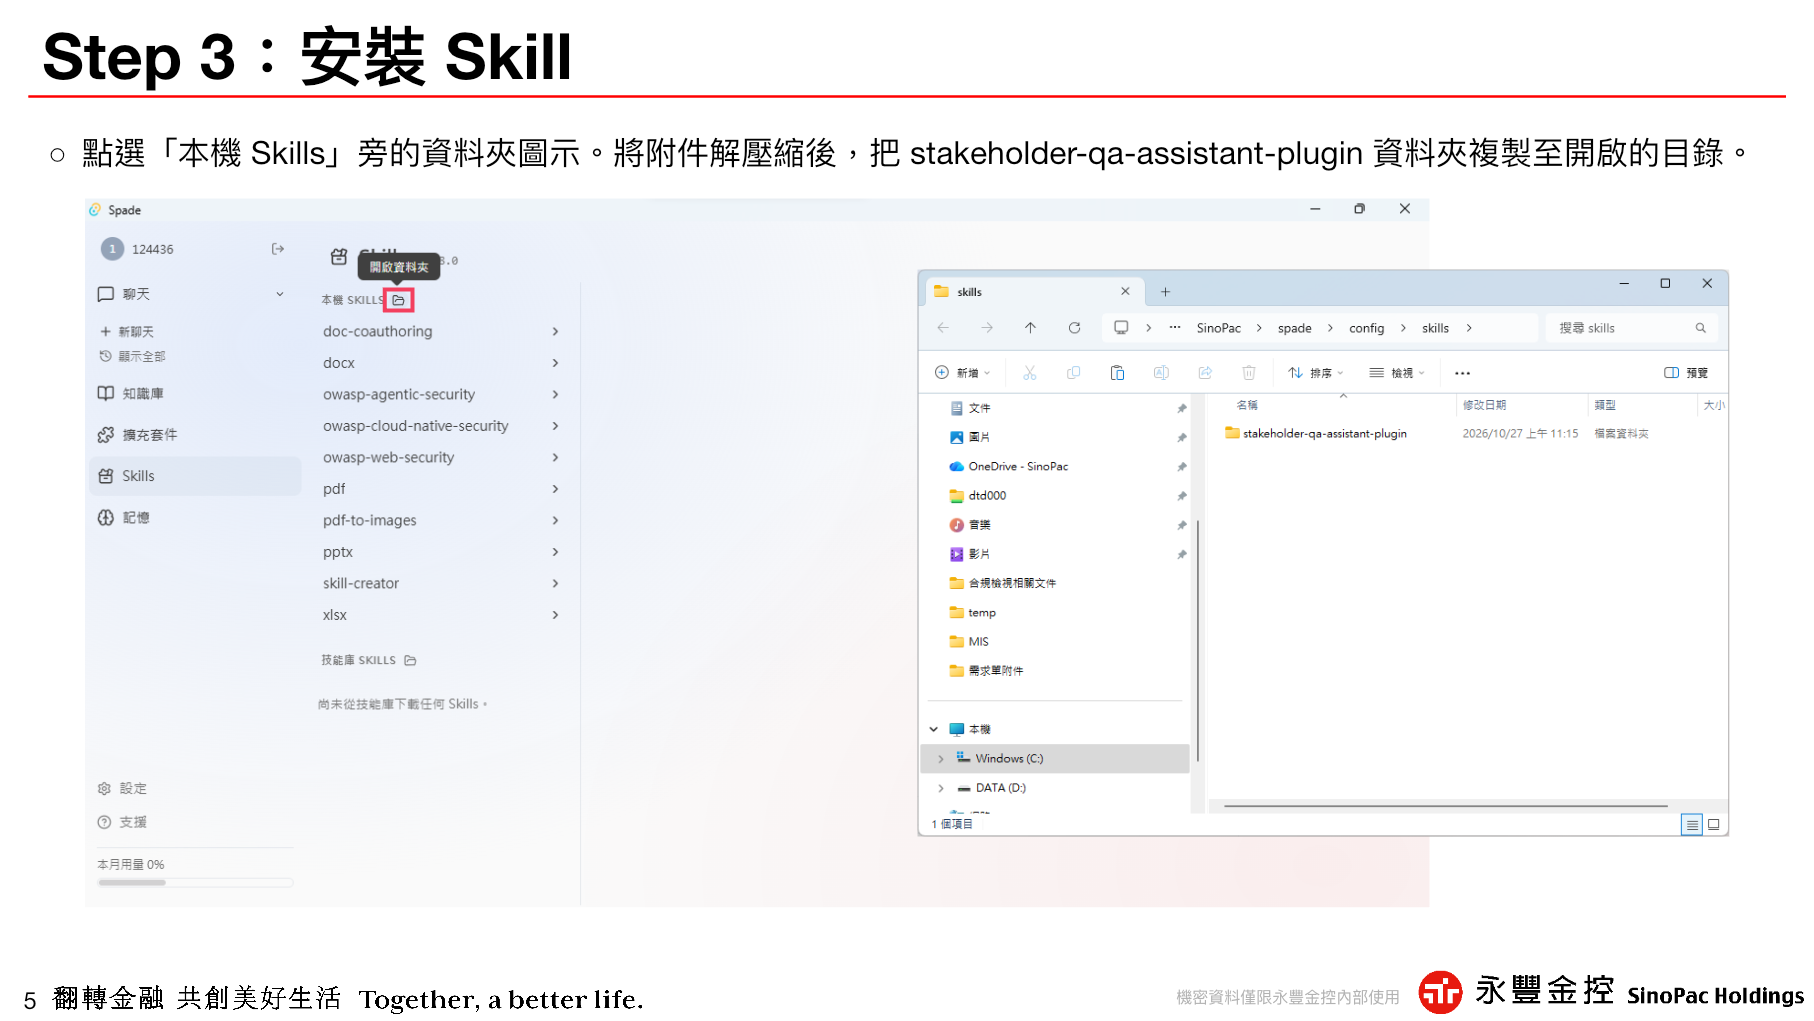 Step 3：安裝 Skill
○ 點選「本機 Skills」旁的資料夾圖示。將附件解壓縮後，把 stakeholder-qa-assistant-plugin 資料夾複製至開啟的目錄。
Spade
1 124436
聊天
新聊天
顯示全部
知識庫
擴充套件
Skills
記憶
設定
支援
本月用量 0%
開啟資料夾
本機 SKILLS
doc-coauthoring
docx
owasp-agentic-security
owasp-cloud-native-security
owasp-web-security
pdf
pdf-to-images
pptx
skill-creator
xlsx
技能庫 SKILLS
尚未從技能庫下載任何 Skills。
skills
SinoPac > spade > config > skills >
搜尋 skills
新增
排序
檢視
預覽
文件
圖片
OneDrive - SinoPac
dtd000
音樂
影片
合規檢視相關文件
temp
MIS
需求單附件
本機
Windows (C:)
DATA (D:)
名稱 修改日期 類型 大小
stakeholder-qa-assistant-plugin 2026/10/27 上午 11:15 檔案資料夾
1 個項目
5 翻轉金融 共創美好生活 Together, a better life.
機密資料僅限永豐金控內部使用
永豐金控 SinoPac Holdings